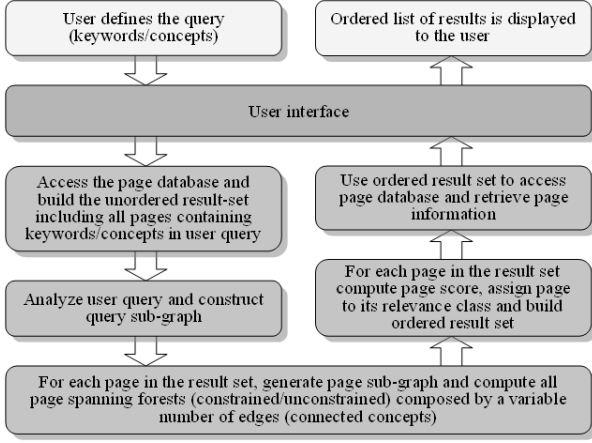 User defines the query
(keywords/concepts)
Ordered list of results is displayed
to the user
User interface
Access the page database and
build the unordered result-set
including all pages containing
keywords/concepts in user query
Use ordered result set to access
page database and retrieve page
information
Analyze user query and construct
query sub-graph
For each page in the result set
compute page score, assign page
to its relevance class and build
ordered result set
For each page in the result set, generate page sub-graph and compute all
page spanning forests (constrained/unconstrained) composed by a variable
number of edges (connected concepts)